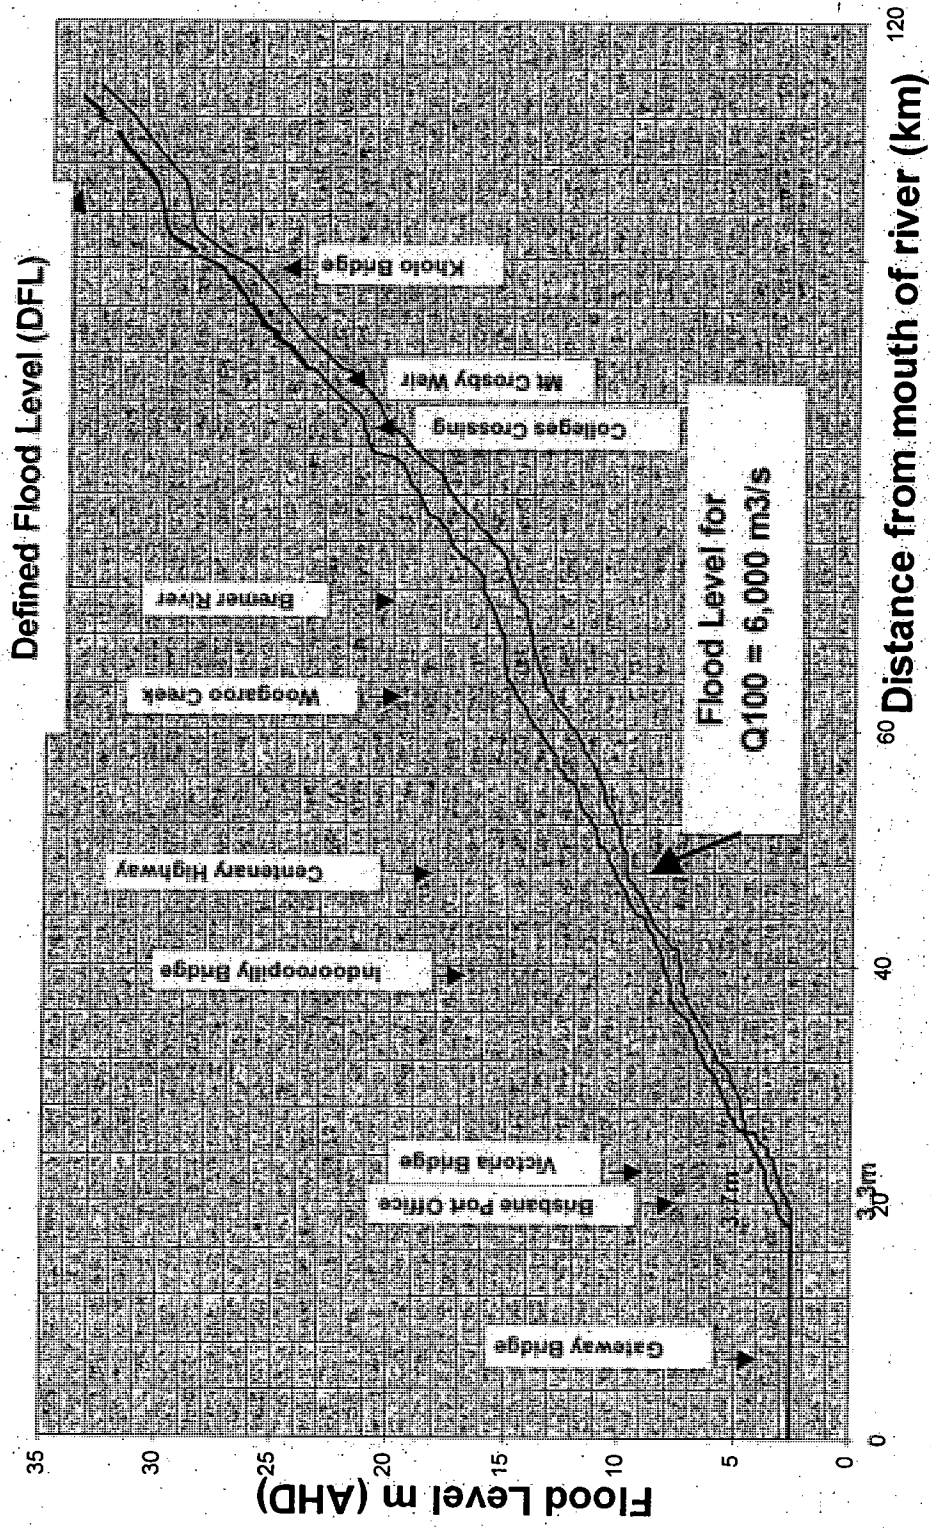 Defined Flood Level (DFL)
Kholo Bridge
Mt Crosby Weir
Colleges Crossing
Bremer River
Woogaroo Creek
Centenary Highway
Indooroopilly Bridge
Victoria Bridge
Brisbane Port Office
Gateway Bridge
3.7m
3.3m
Flood Level for
Q100 = 6,000 m3/s
Flood Level m (AHD)
35
30
25
20
15
10
5
0
0
20
40
60
120
Distance from mouth of river (km)